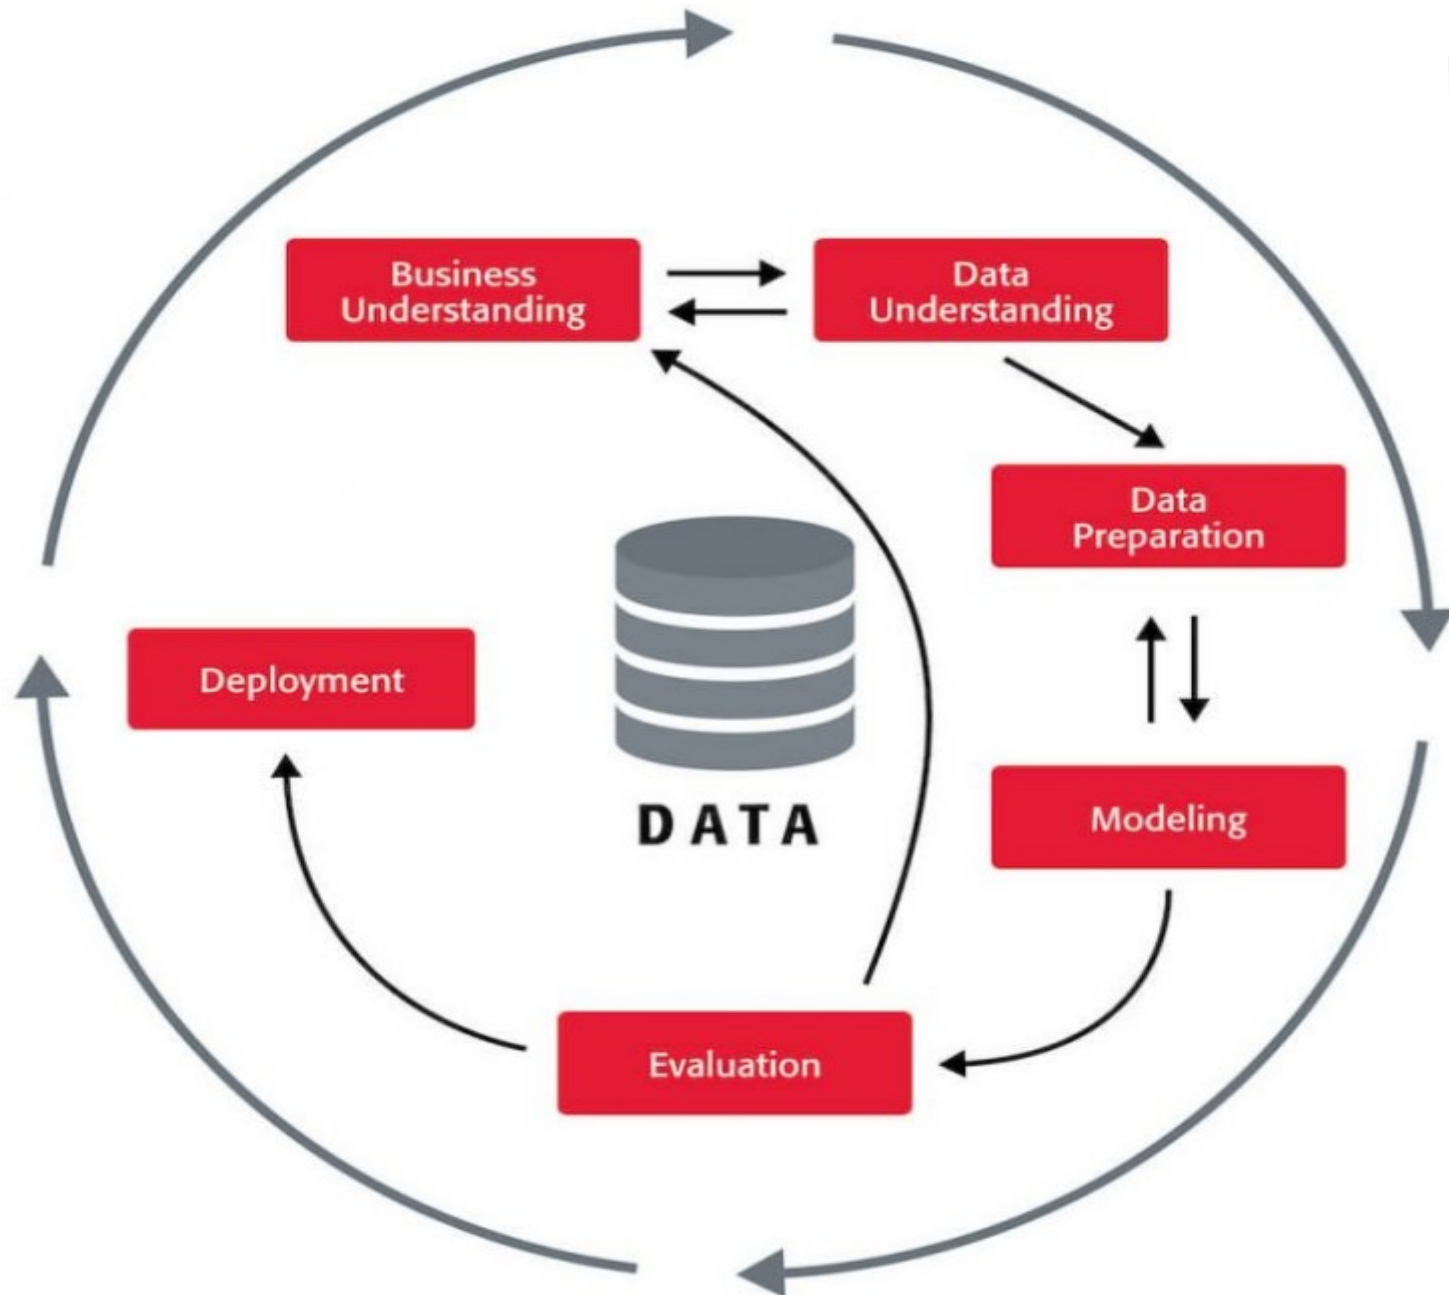 Business
Understanding
Data
Understanding
Data
Preparation
Deployment
DATA
Modeling
Evaluation